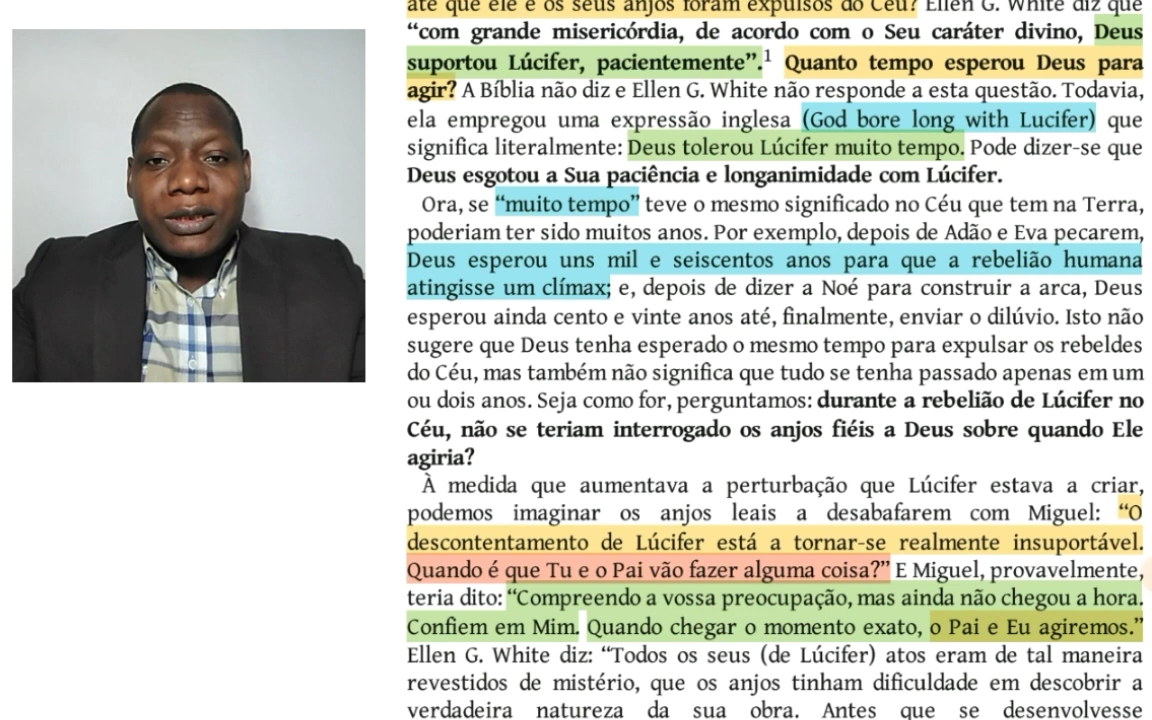 até que ele e os seus anjos foram expulsos do Céu? Ellen G. White diz que
“com grande misericórdia, de acordo com o Seu caráter divino, Deus
suportou Lúcifer, pacientemente”.1 Quanto tempo esperou Deus para
agir? A Bíblia não diz e Ellen G. White não responde a esta questão. Todavia,
ela empregou uma expressão inglesa (God bore long with Lucifer) que
significa literalmente: Deus tolerou Lúcifer muito tempo. Pode dizer-se que
Deus esgotou a Sua paciência e longanimidade com Lúcifer.
Ora, se “muito tempo” teve o mesmo significado no Céu que tem na Terra,
poderiam ter sido muitos anos. Por exemplo, depois de Adão e Eva pecarem,
Deus esperou uns mil e seiscentos anos para que a rebelião humana
atingisse um clímax; e, depois de dizer a Noé para construir a arca, Deus
esperou ainda cento e vinte anos até, finalmente, enviar o dilúvio. Isto não
sugere que Deus tenha esperado o mesmo tempo para expulsar os rebeldes
do Céu, mas também não significa que tudo se tenha passado apenas em um
ou dois anos. Seja como for, perguntamos: durante a rebelião de Lúcifer no
Céu, não se teriam interrogado os anjos fiéis a Deus sobre quando Ele
agiria?
À medida que aumentava a perturbação que Lúcifer estava a criar,
podemos imaginar os anjos leais a desabafarem com Miguel: “O
descontentamento de Lúcifer está a tornar-se realmente insuportável.
Quando é que Tu e o Pai vão fazer alguma coisa?” E Miguel, provavelmente,
teria dito: “Compreendo a vossa preocupação, mas ainda não chegou a hora.
Confiem em Mim. Quando chegar o momento exato, o Pai e Eu agiremos.”
Ellen G. White diz: “Todos os seus (de Lúcifer) atos eram de tal maneira
revestidos de mistério, que os anjos tinham dificuldade em descobrir a
verdadeira natureza da sua obra. Antes que se desenvolvesse